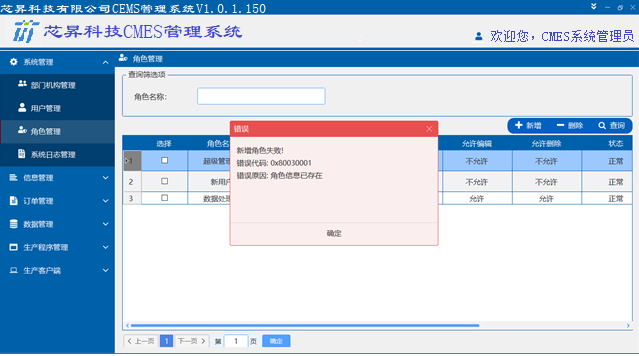 芯昇科技有限公司CEMS管理系统V1.0.1.150
芯昇科技CMES管理系统
欢迎您，CMES系统管理员
系统管理
部门机构管理
用户管理
角色管理
系统日志管理
信息管理
订单管理
数据管理
生产程序管理
生产客户端
角色管理
查询筛选项
角色名称:
新增 删除 查询
选择 角色名 允许编辑 允许删除 状态
1 超级管理 不允许 不允许 正常
2 新用户 不允许 不允许 正常
3 数据处理 允许 允许 正常
错误
新增角色失败!
错误代码: 0x80030001
错误原因: 角色信息已存在
确定
上一页 1 下一页 第 1 页 确定